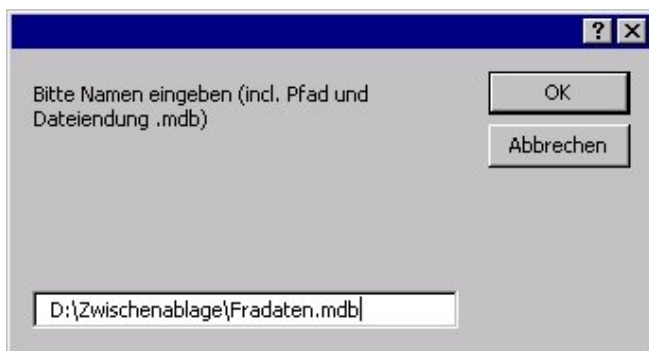 Bitte Namen eingeben (incl. Pfad und
Dateiendung .mdb)
OK
Abbrechen
D:\Zwischenablage\Fradaten.mdb